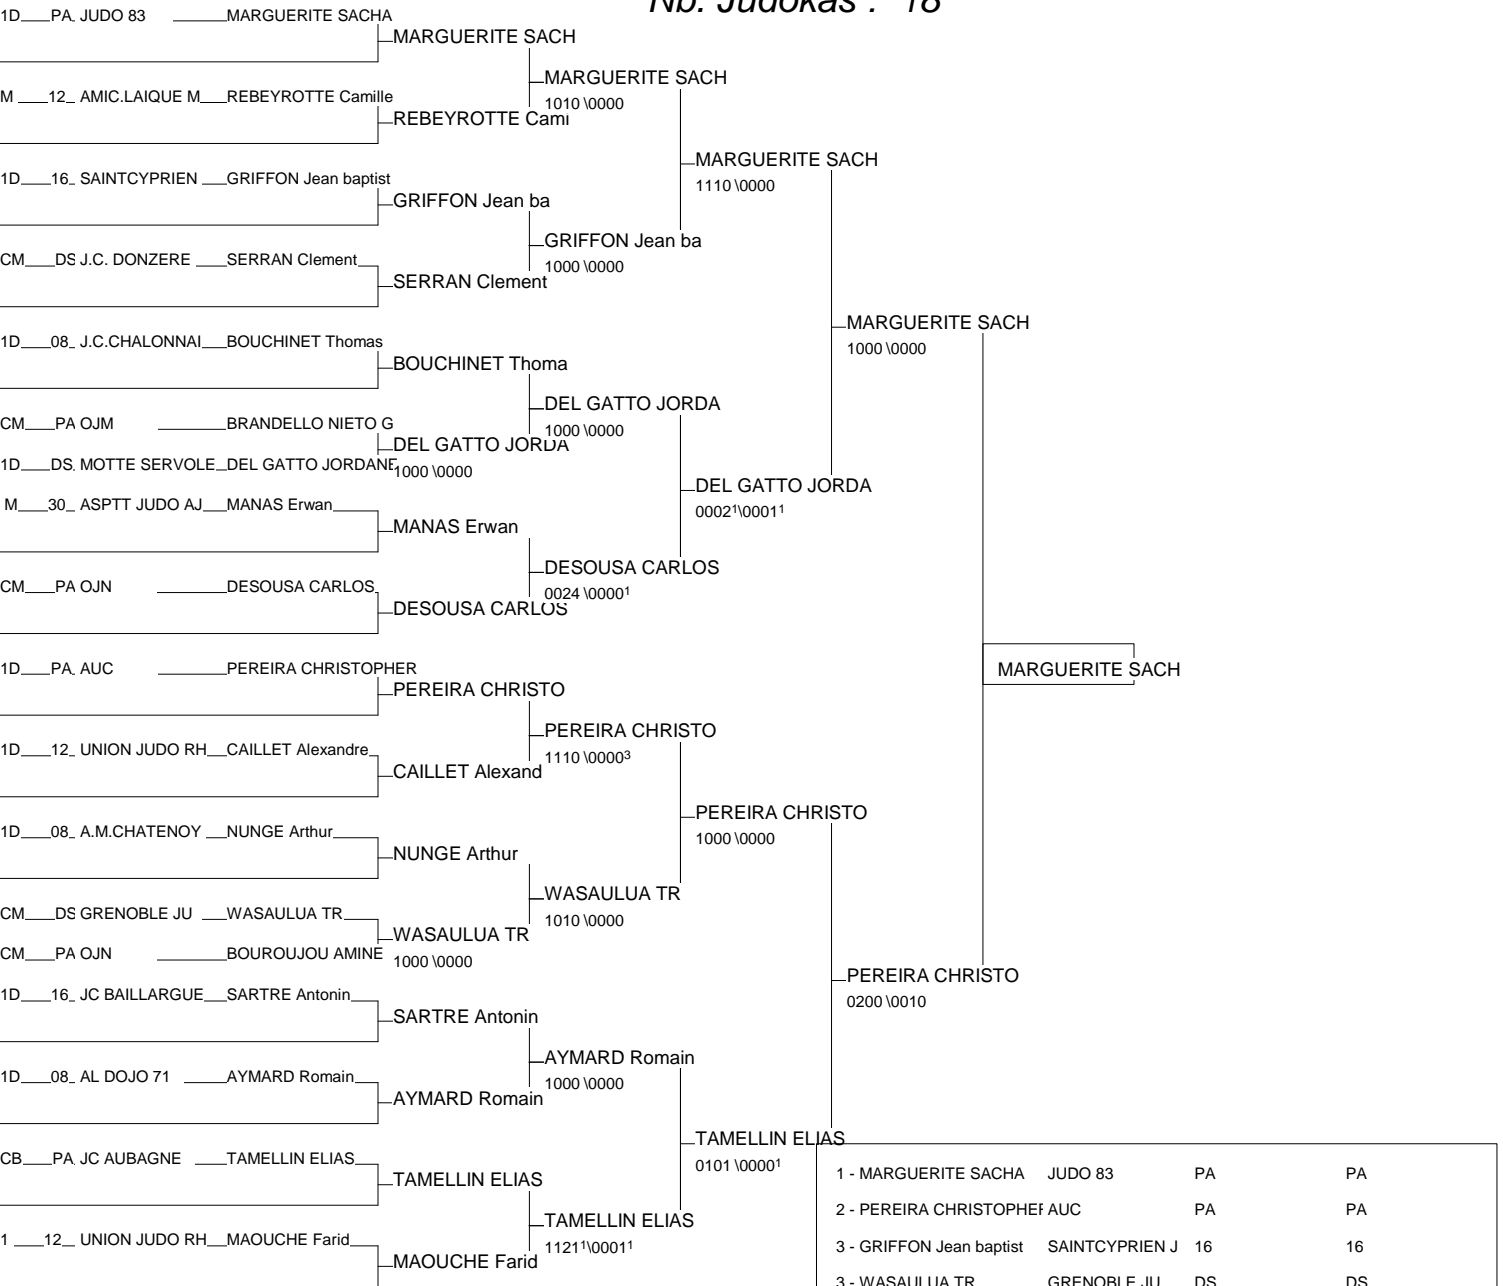 Nb. Judokas : 18
1D PA JUDO 83 MARGUERITE SACHA
MARGUERITE SACH
MARGUERITE SACH
1010 \0000
M 12 AMIC.LAIQUE M REBEYROTTE Camille
REBEYROTTE Cami
MARGUERITE SACH
1110 \0000
1D 16 SAINTCYPRIEN GRIFFON Jean baptist
GRIFFON Jean ba
GRIFFON Jean ba
1000 \0000
CM DS J.C. DONZERE SERRAN Clement
SERRAN Clement
MARGUERITE SACH
1000 \0000
1D 08 J.C.CHALONNAI BOUCHINET Thomas
BOUCHINET Thoma
DEL GATTO JORDA
1000 \0000
CM PA OJM BRANDELLO NIETO G
DEL GATTO JORDA
1000 \0000
1D DS MOTTE SERVOLE DEL GATTO JORDANE
DEL GATTO JORDA
0002¹\0001¹
M 30 ASPTT JUDO AJ MANAS Erwan
MANAS Erwan
DESOUSA CARLOS
0024 \0000¹
CM PA OJN DESOUSA CARLOS
DESOUSA CARLOS
MARGUERITE SACH
1D PA AUC PEREIRA CHRISTOPHER
PEREIRA CHRISTO
PEREIRA CHRISTO
1110 \0000³
1D 12 UNION JUDO RH CAILLET Alexandre
CAILLET Alexand
PEREIRA CHRISTO
1000 \0000
1D 08 A.M.CHATENOY NUNGE Arthur
NUNGE Arthur
WASAULUA TR
1010 \0000
CM DS GRENOBLE JU WASAULUA TR
WASAULUA TR
1000 \0000
CM PA OJN BOUROUJOU AMINE
PEREIRA CHRISTO
0200 \0010
1D 16 JC BAILLARGUE SARTRE Antonin
SARTRE Antonin
AYMARD Romain
1000 \0000
1D 08 AL DOJO 71 AYMARD Romain
AYMARD Romain
TAMELLIN ELIAS
0101 \0000¹
CB PA JC AUBAGNE TAMELLIN ELIAS
TAMELLIN ELIAS
TAMELLIN ELIAS
1121¹\0001¹
1 12 UNION JUDO RH MAOUCHE Farid
MAOUCHE Farid
1 - MARGUERITE SACHA JUDO 83 PA PA
2 - PEREIRA CHRISTOPHER AUC PA PA
3 - GRIFFON Jean baptist SAINTCYPRIEN J 16 16
3 - WASAULUA TR GRENOBLE JU DS DS